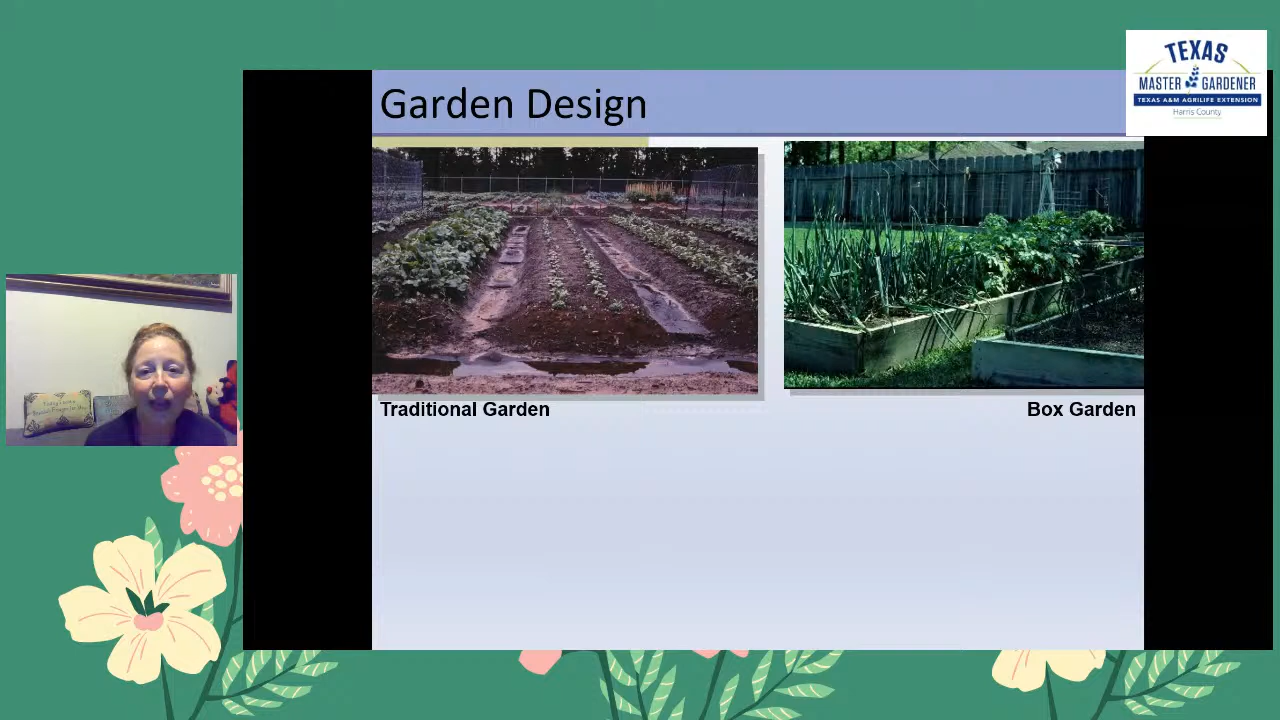 Garden Design
TEXAS
MASTER GARDENER
TEXAS A&M AGRILIFE EXTENSION
Harris County
Traditional Garden
Box Garden